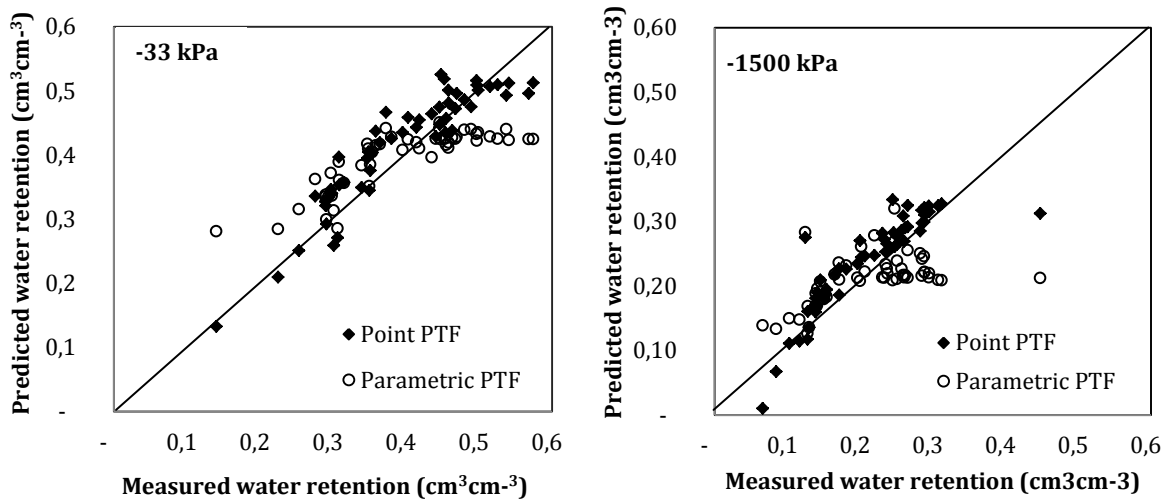 0,6
0,5
0,4
0,3
0,2
0,1
-
Predicted water retention (cm³cm-³)
-33 kPa
Point PTF
Parametric PTF
- 0,1 0,2 0,3 0,4 0,5 0,6
Measured water retention (cm³cm-³)
0,60
0,50
0,40
0,30
0,20
0,10
-
Predicted water retention (cm3cm-3)
-1500 kPa
Point PTF
Parametric PTF
- 0,1 0,2 0,3 0,4 0,5 0,6
Measured water retention (cm3cm-3)